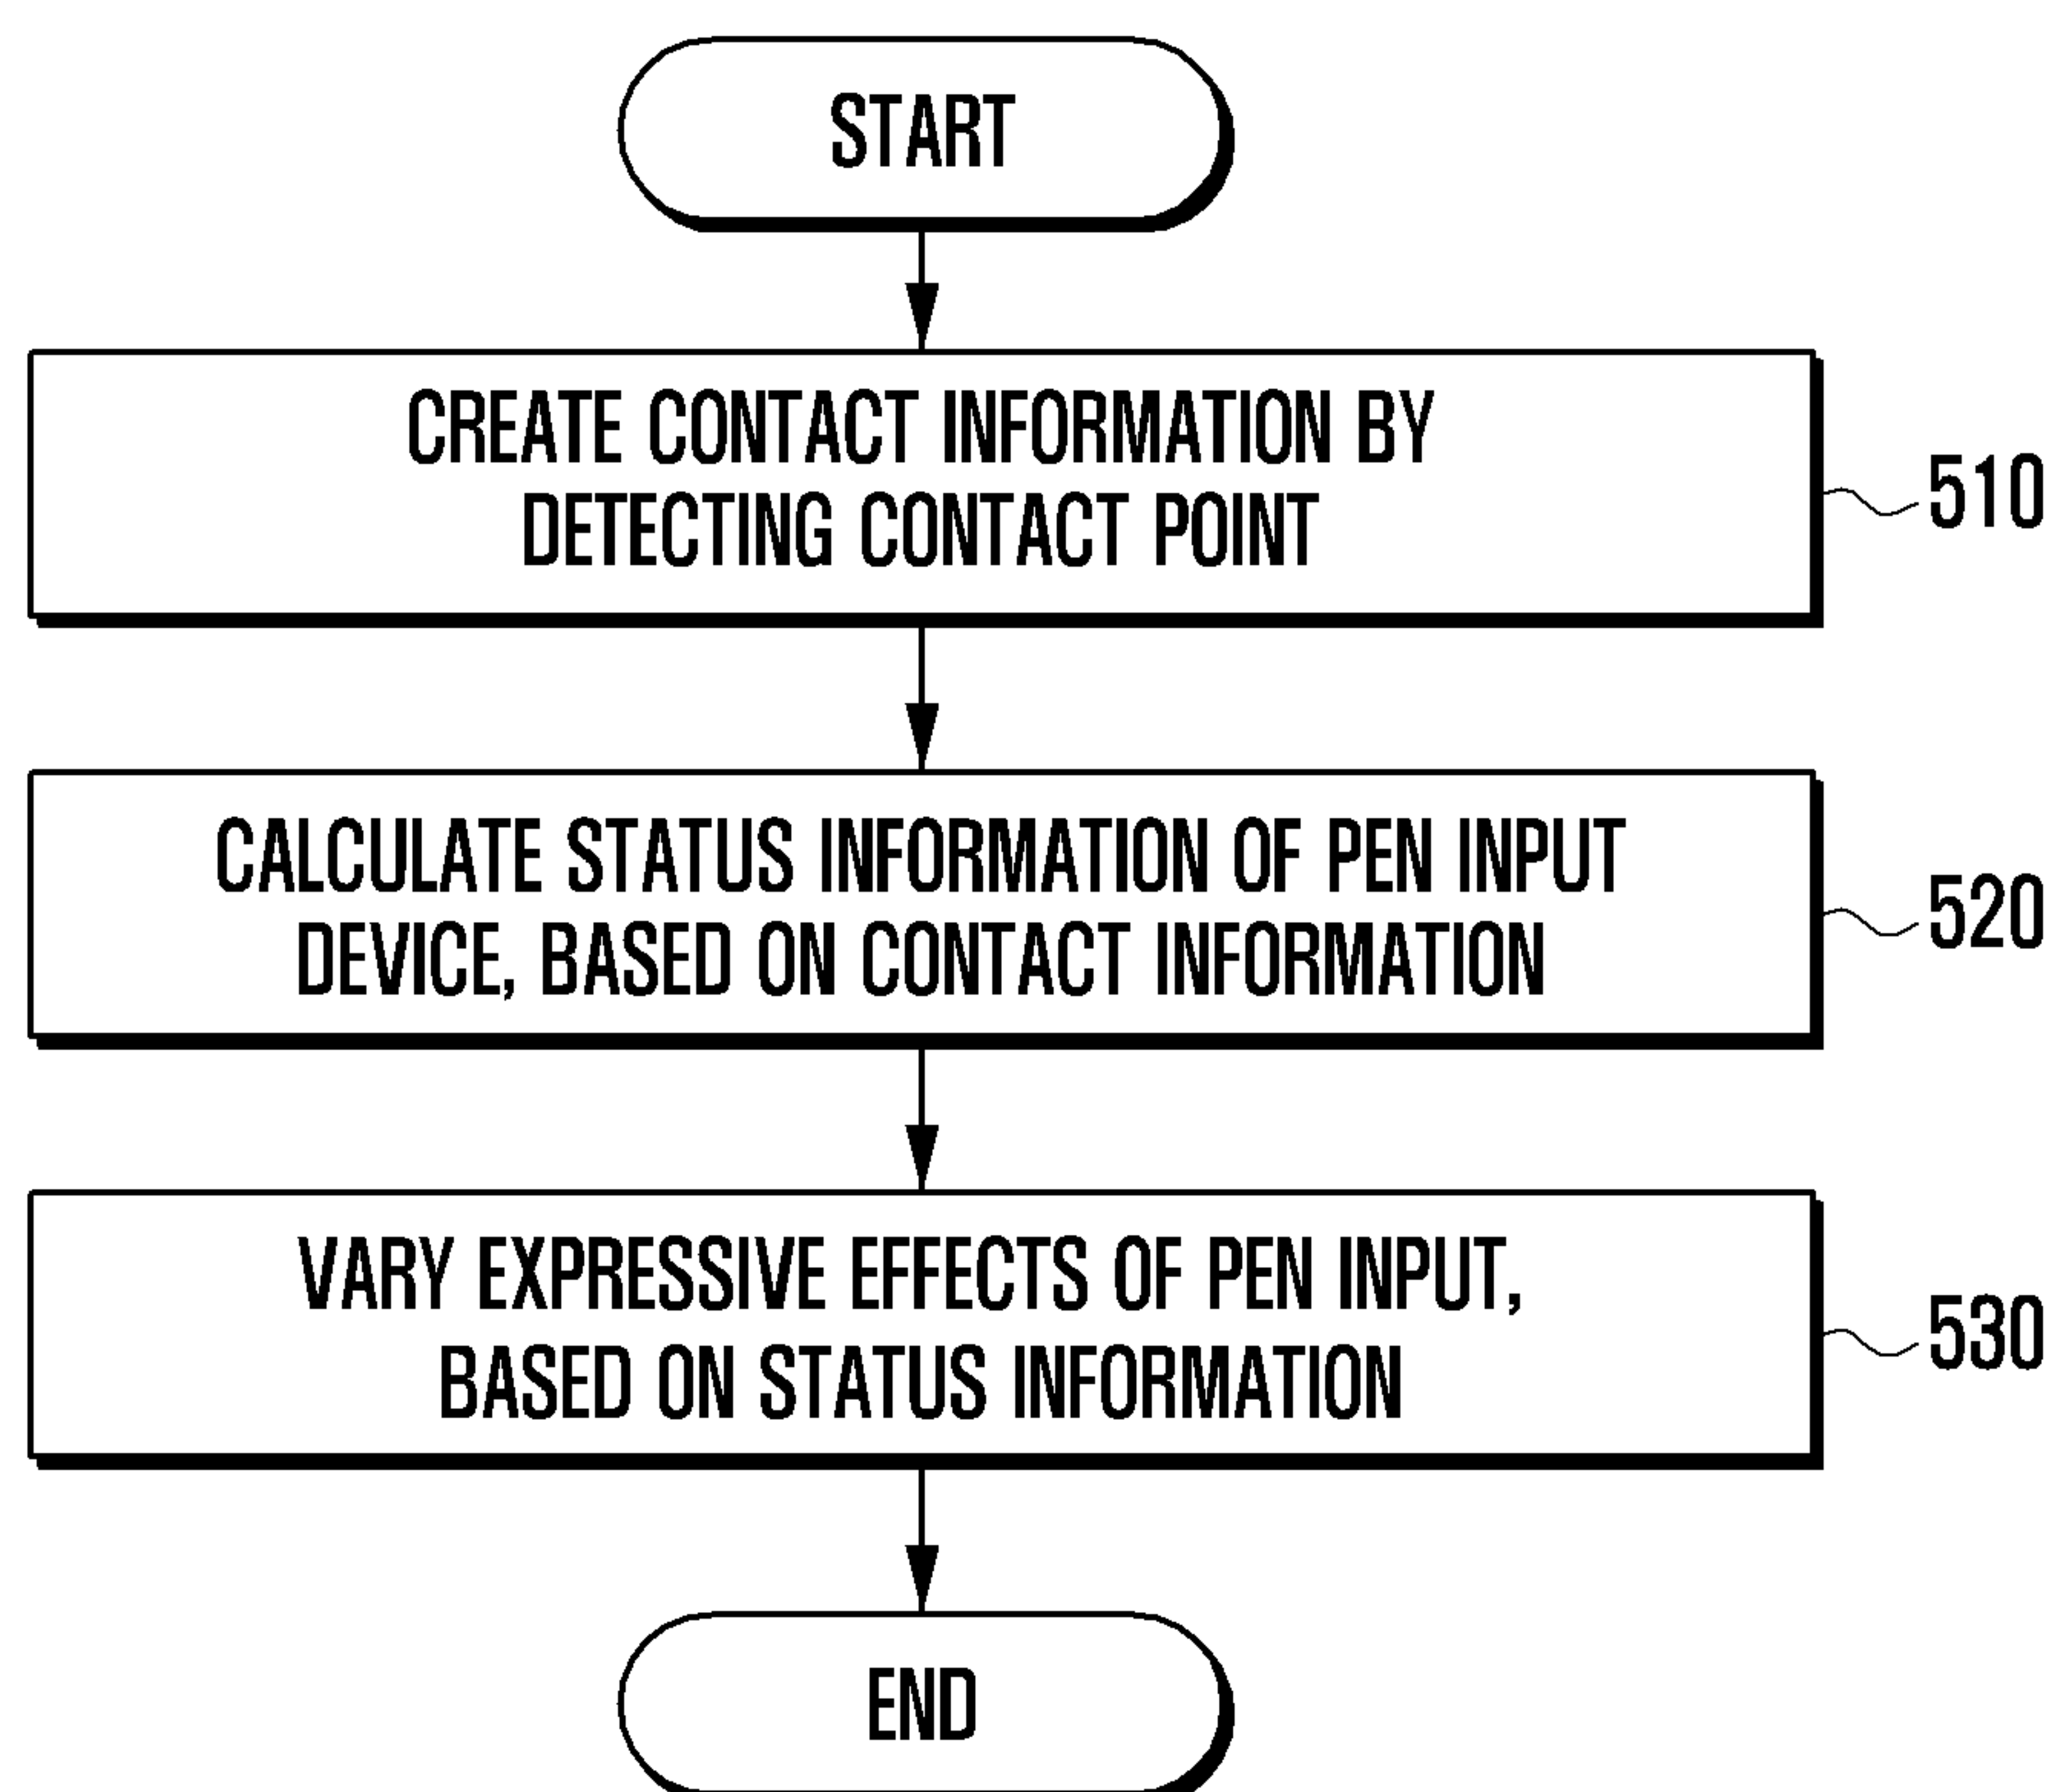 START
CREATE CONTACT INFORMATION BY
DETECTING CONTACT POINT
510
CALCULATE STATUS INFORMATION OF PEN INPUT
DEVICE, BASED ON CONTACT INFORMATION
520
VARY EXPRESSIVE EFFECTS OF PEN INPUT,
BASED ON STATUS INFORMATION
530
END